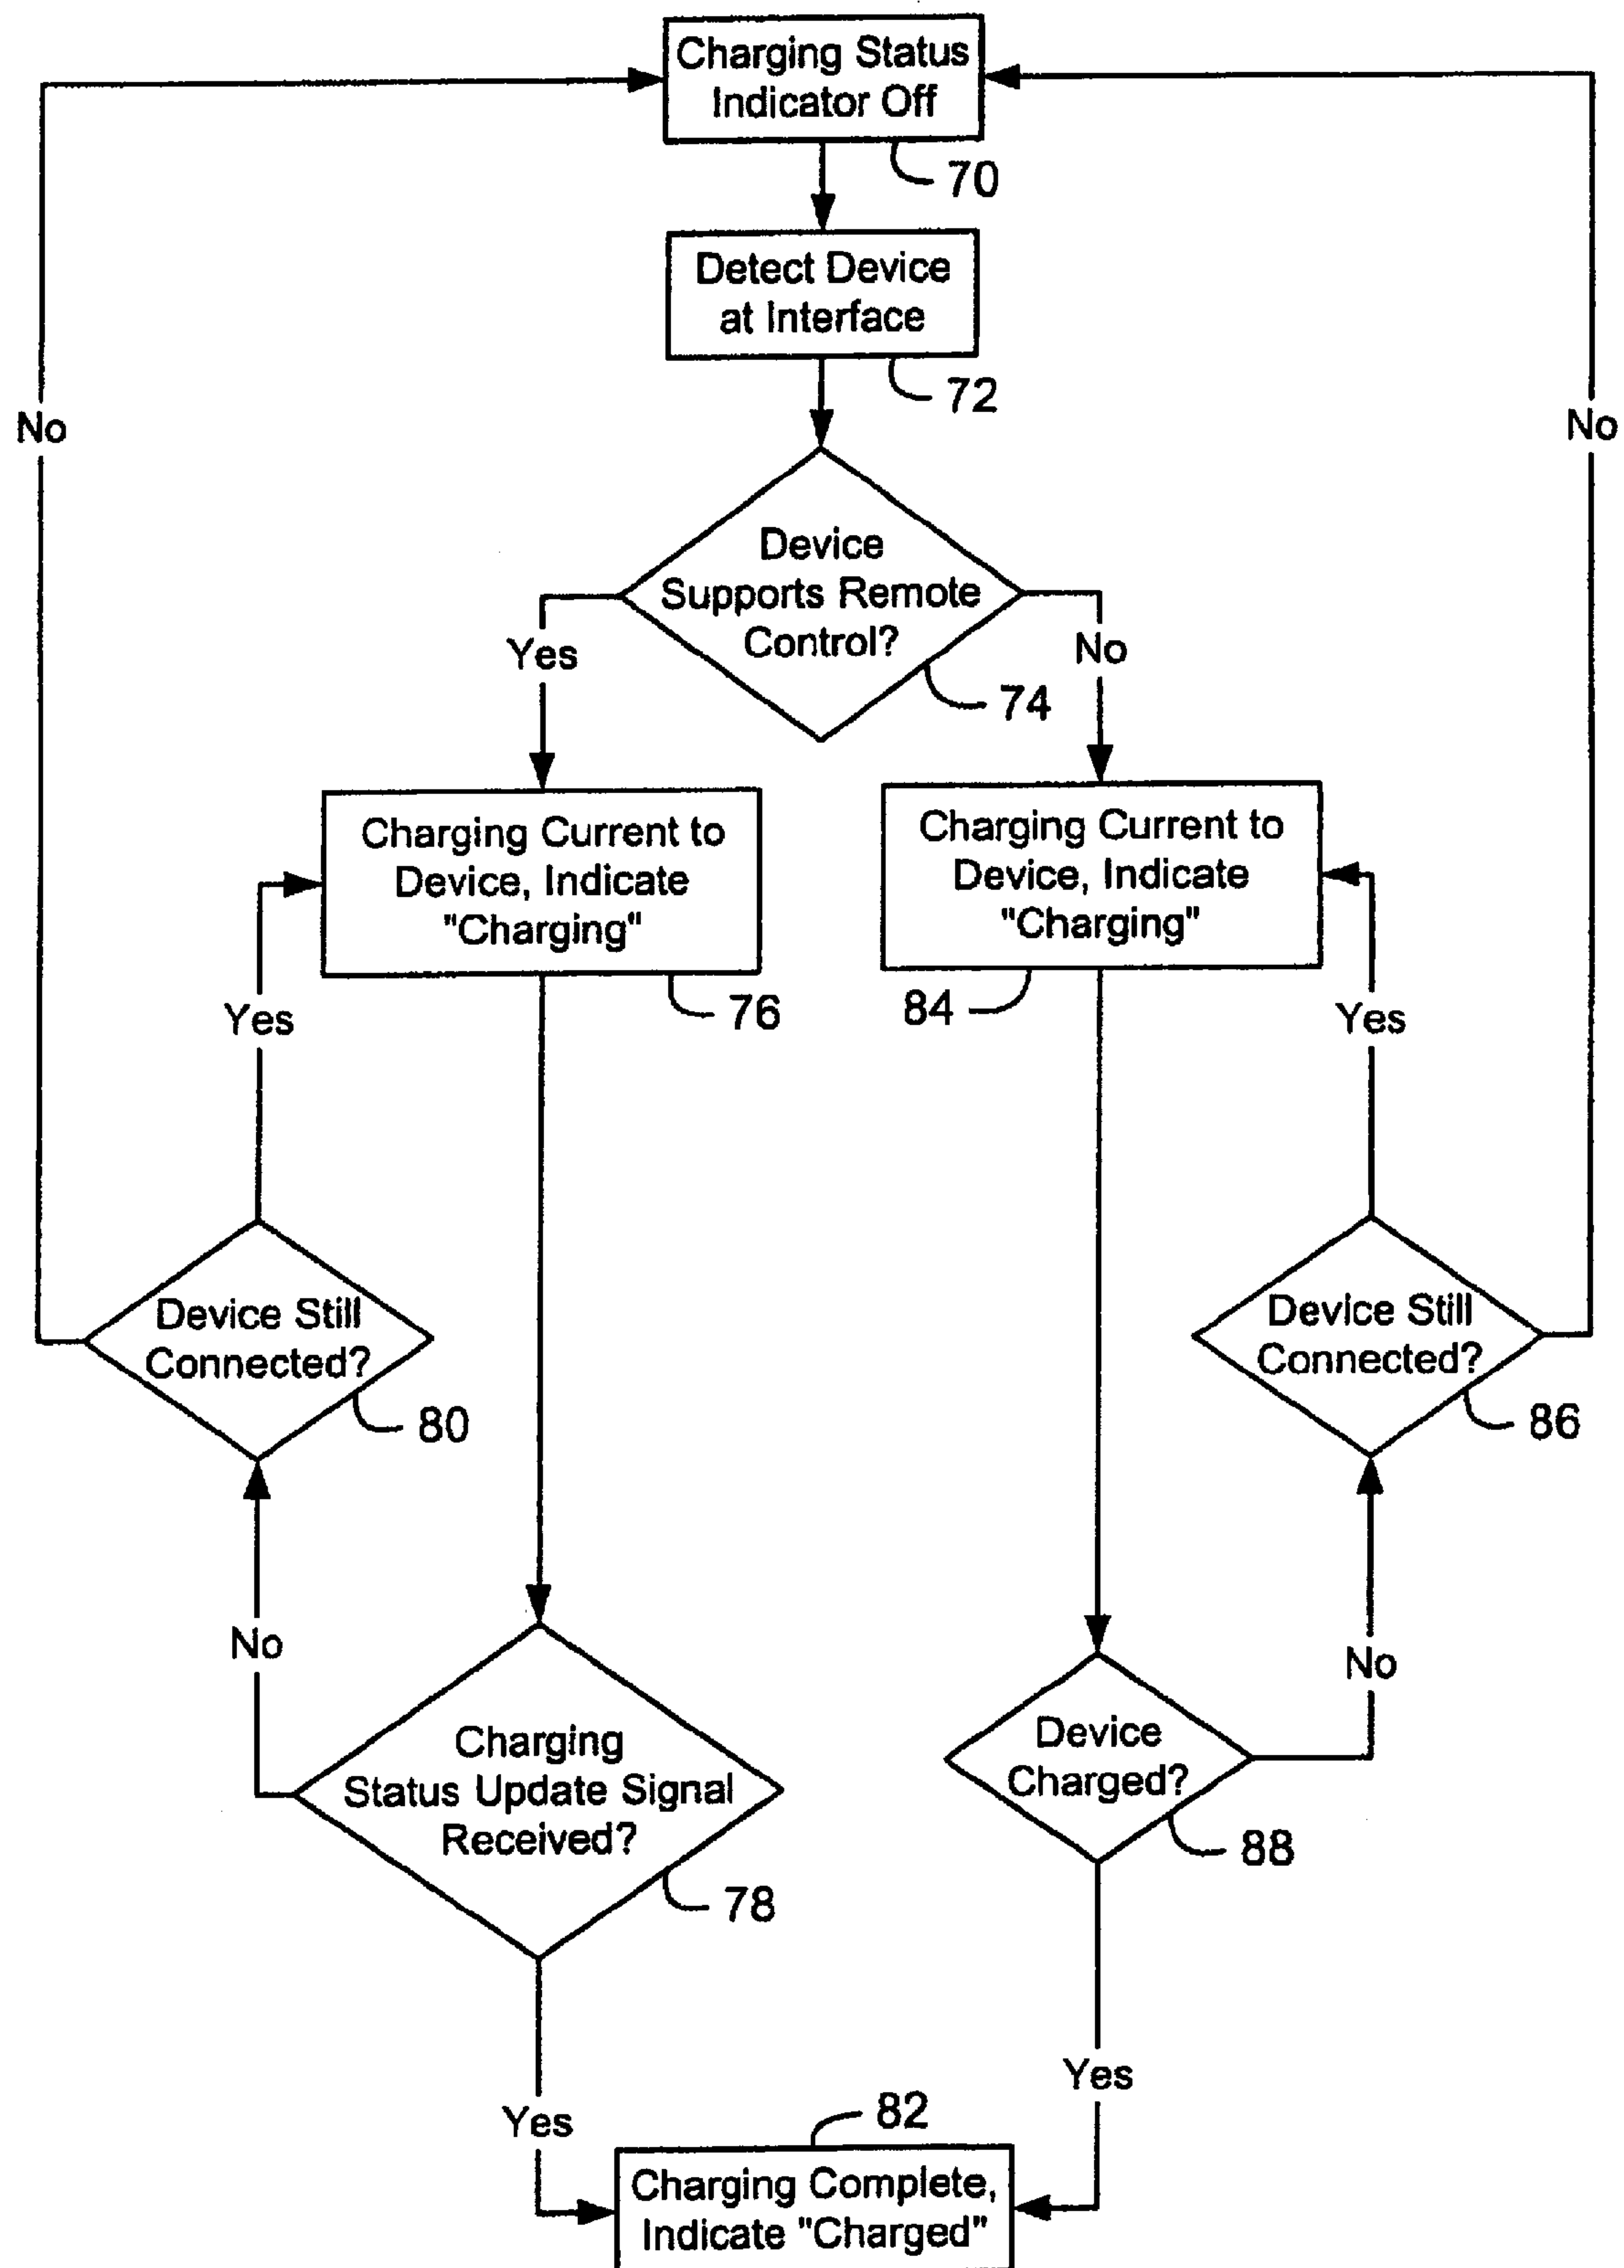 Charging Status
Indicator Off
70
Detect Device
at Interface
72
No
No
Device
Supports Remote
Control?
74
Yes
No
Charging Current to
Device, Indicate
"Charging"
76
Charging Current to
Device, Indicate
"Charging"
84
Yes
Yes
Device Still
Connected?
80
Device Still
Connected?
86
No
No
Charging
Status Update Signal
Received?
78
Device
Charged?
88
Yes
Yes
82
Charging Complete,
Indicate "Charged"